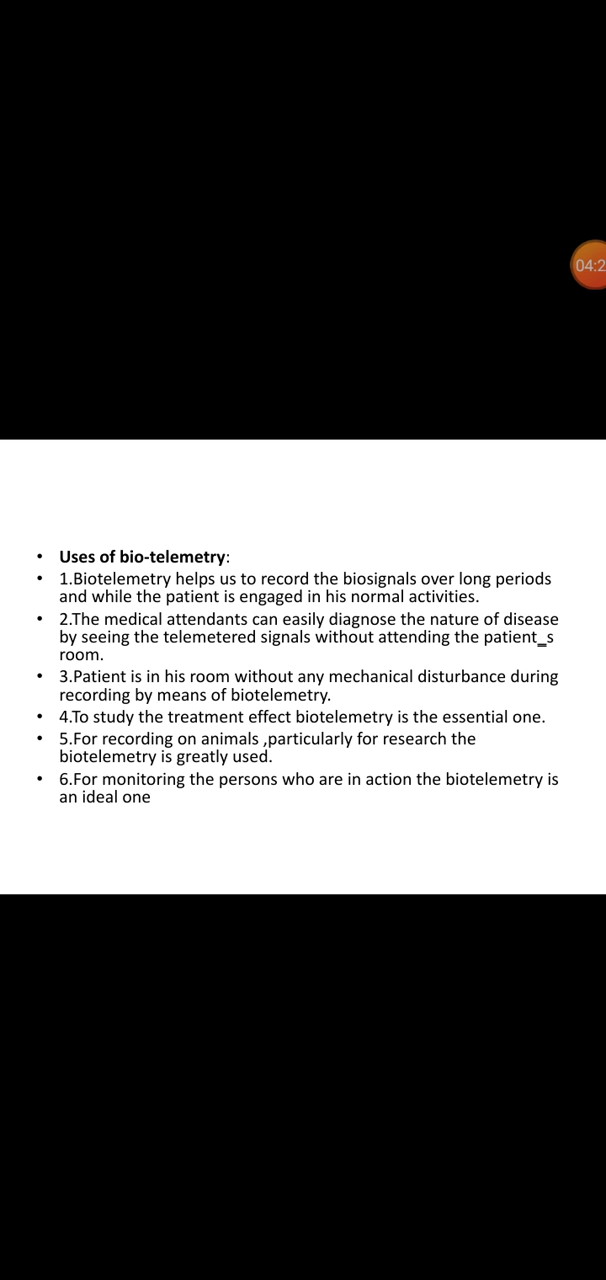 04:2
• Uses of bio-telemetry:
• 1.Biotelemetry helps us to record the biosignals over long periods
and while the patient is engaged in his normal activities.
• 2.The medical attendants can easily diagnose the nature of disease
by seeing the telemetered signals without attending the patient‗s
room.
• 3.Patient is in his room without any mechanical disturbance during
recording by means of biotelemetry.
• 4.To study the treatment effect biotelemetry is the essential one.
• 5.For recording on animals ,particularly for research the
biotelemetry is greatly used.
• 6.For monitoring the persons who are in action the biotelemetry is
an ideal one